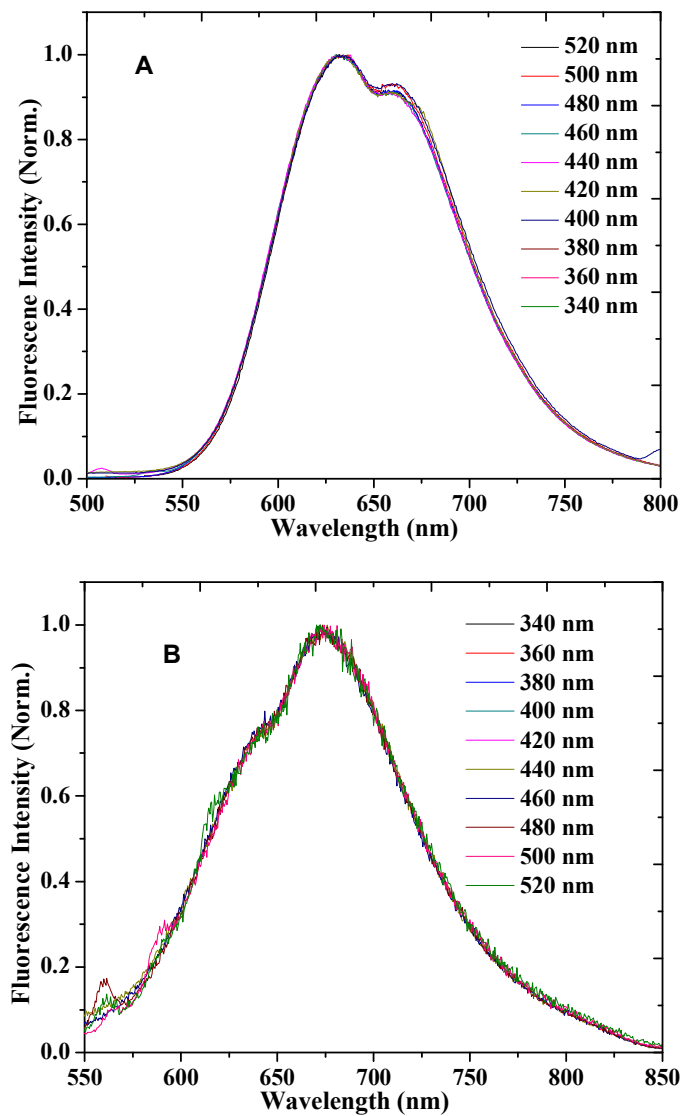 A
520 nm
500 nm
480 nm
460 nm
440 nm
420 nm
400 nm
380 nm
360 nm
340 nm
Fluorescene Intensity (Norm.)
1.0
0.8
0.6
0.4
0.2
0.0
500 550 600 650 700 750 800
Wavelength (nm)
B
340 nm
360 nm
380 nm
400 nm
420 nm
440 nm
460 nm
480 nm
500 nm
520 nm
Fluorescence Intensity (Norm.)
1.0
0.8
0.6
0.4
0.2
0.0
550 600 650 700 750 800 850
Wavelength (nm)